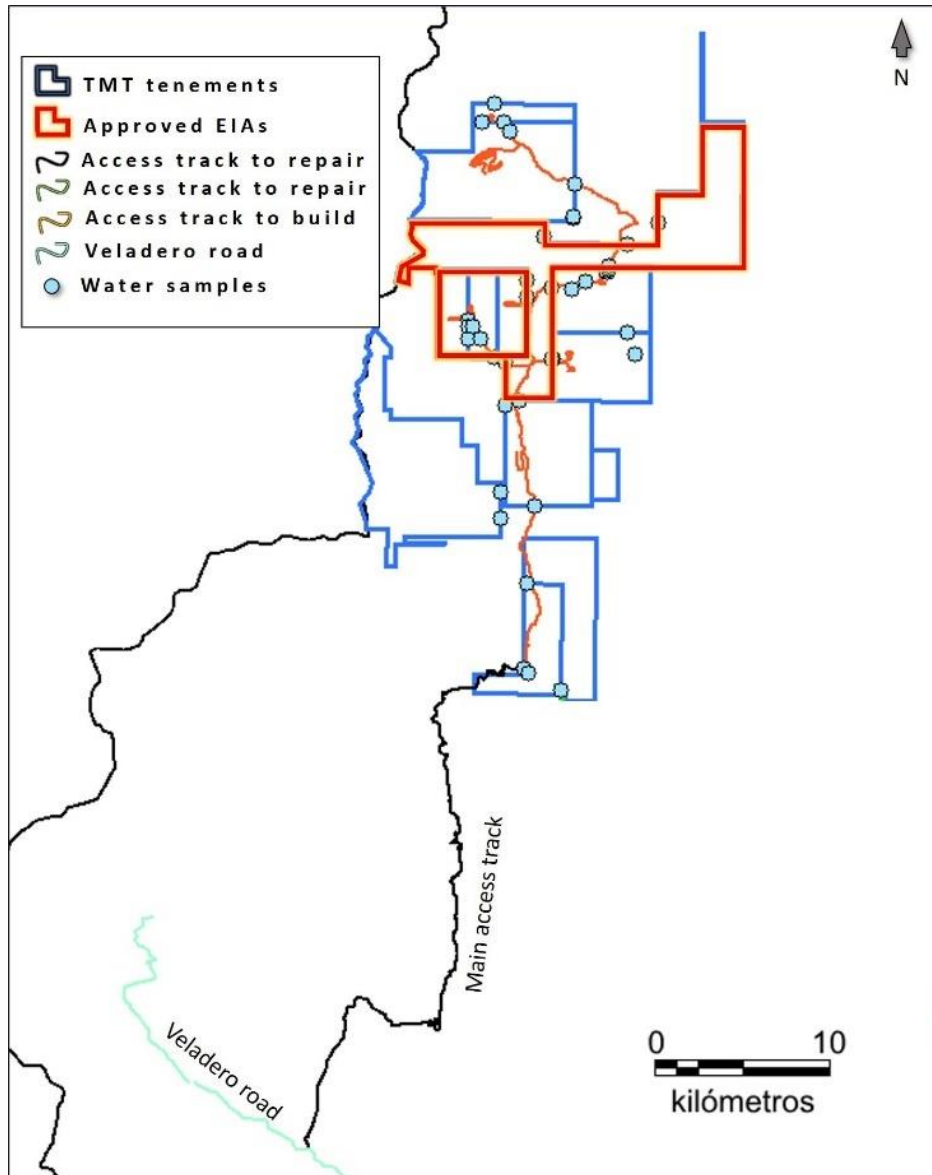 N
TMT tenements
Approved EIAs
Access track to repair
Access track to repair
Access track to build
Veladero road
Water samples
Main access track
Veladero road
0 10
kilómetros